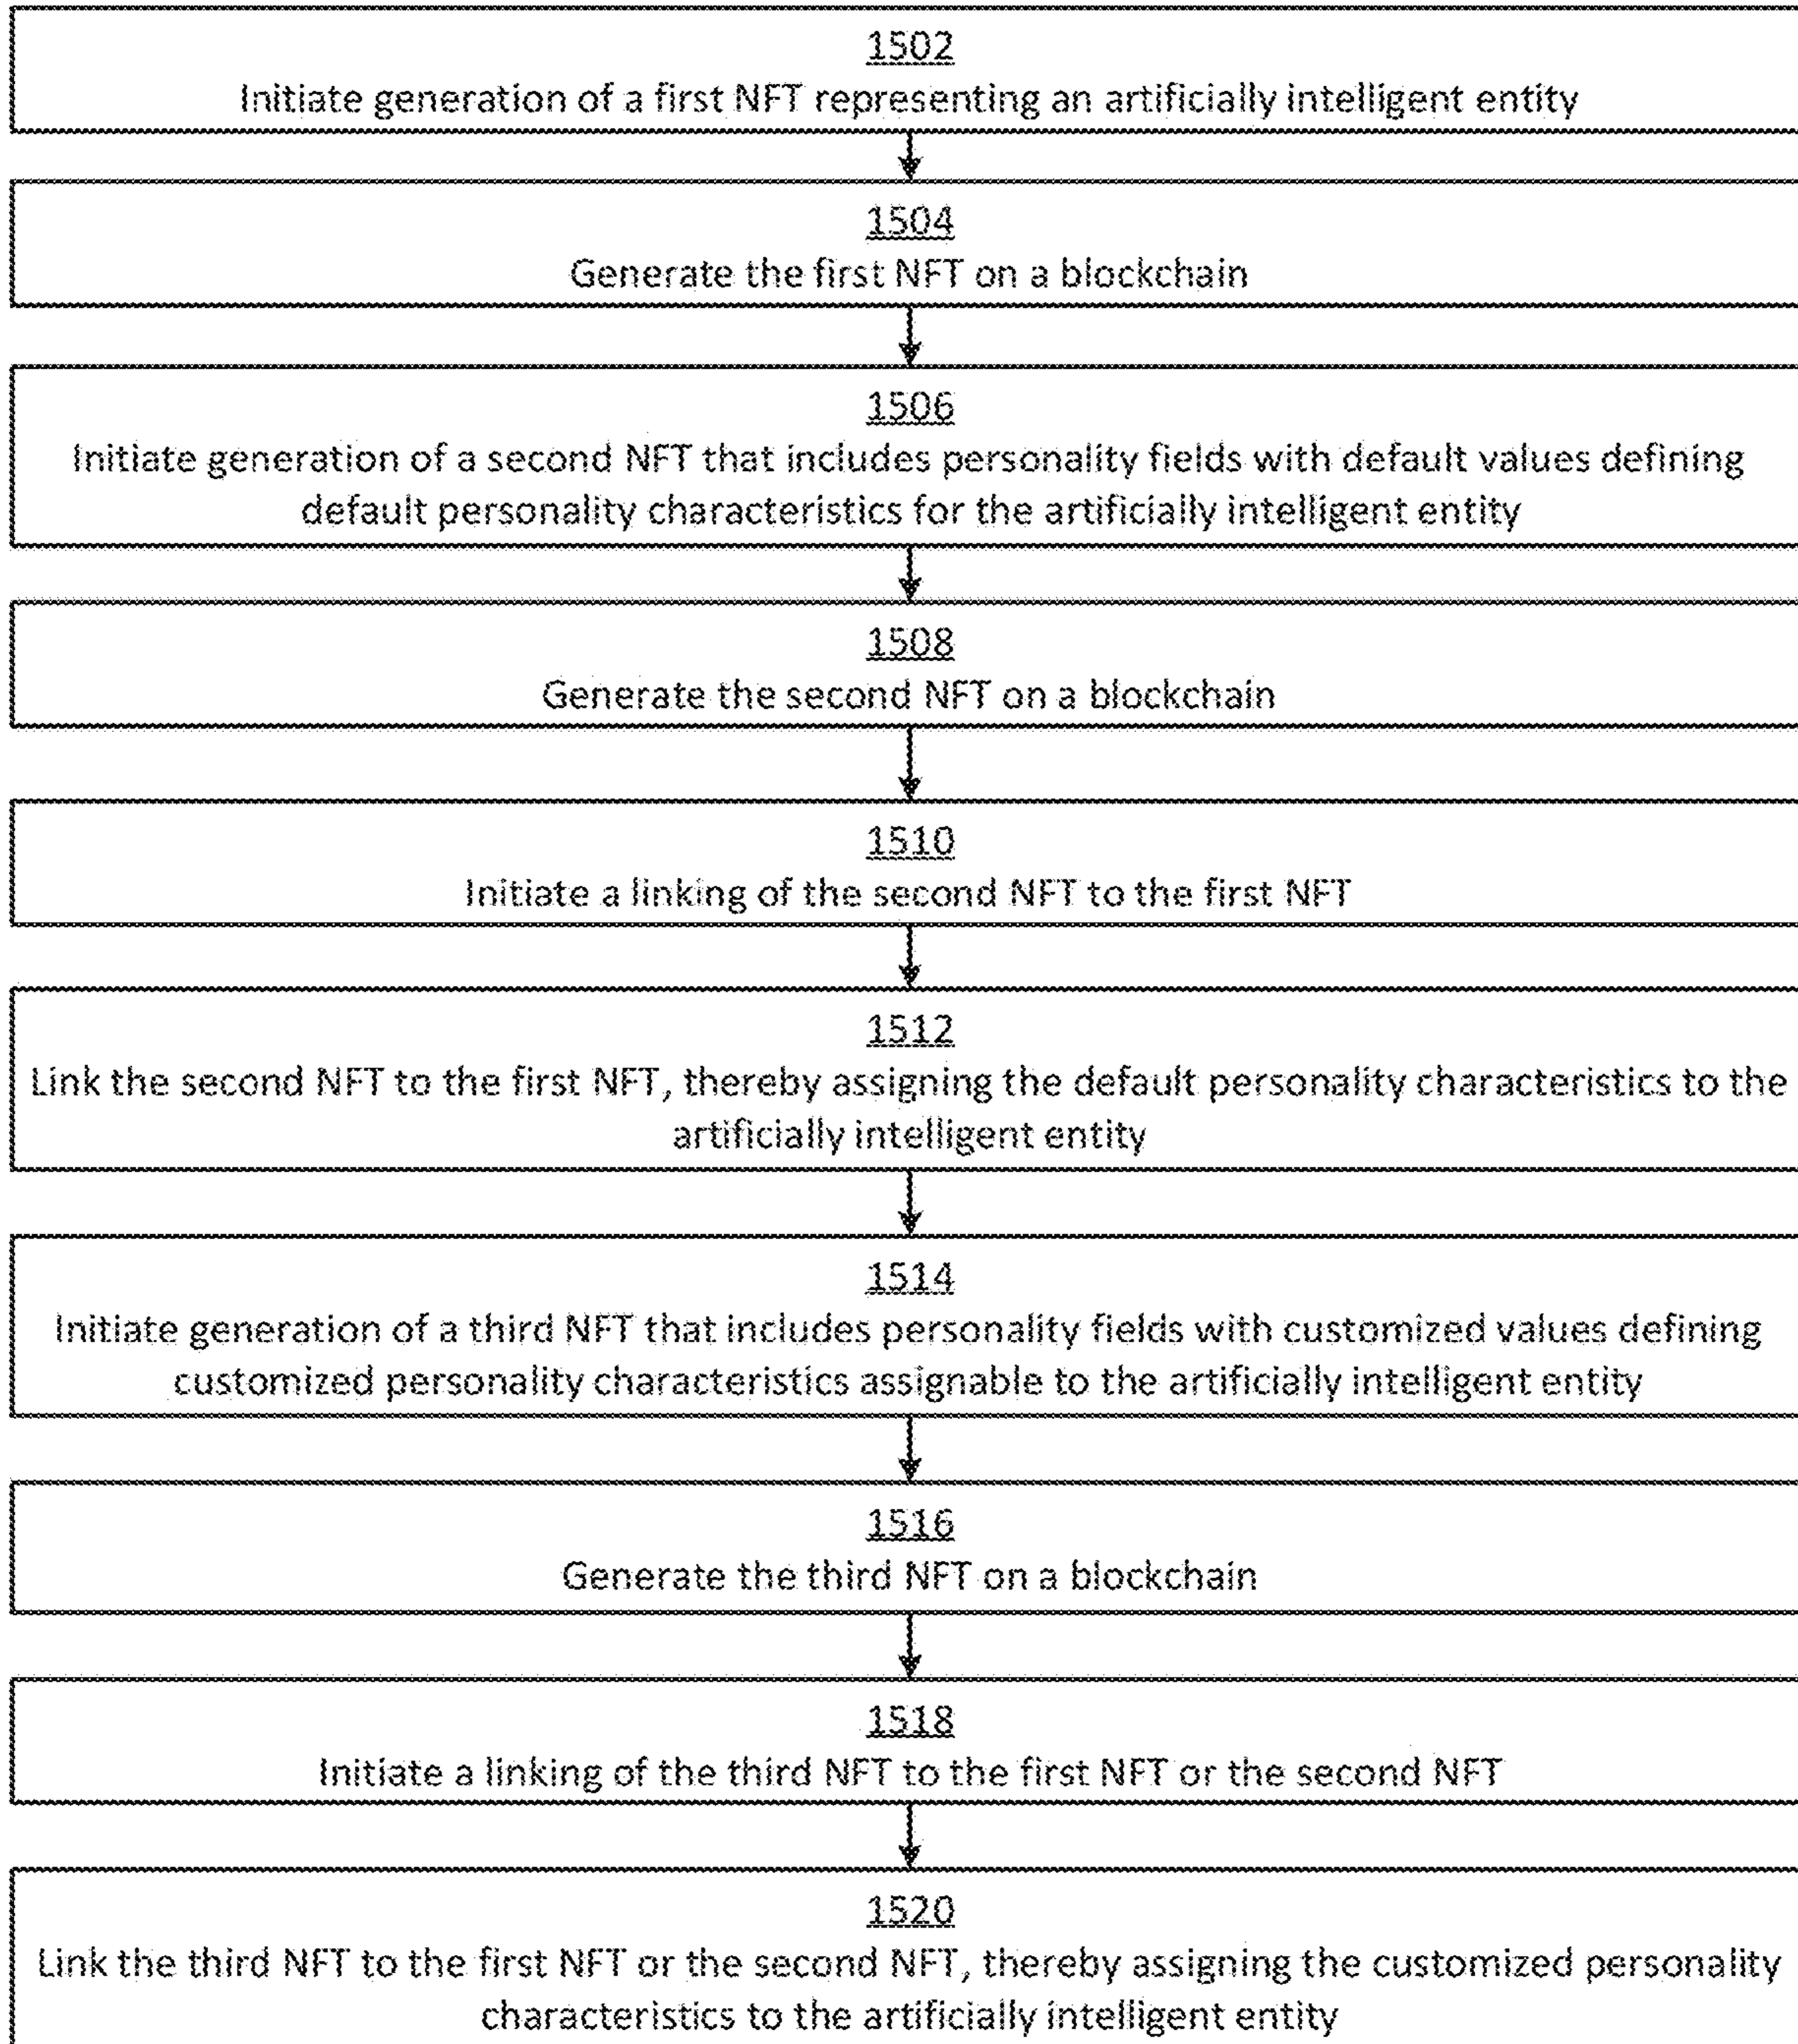 1502
Initiate generation of a first NFT representing an artificially intelligent entity
1504
Generate the first NFT on a blockchain
1506
Initiate generation of a second NFT that includes personality fields with default values defining
default personality characteristics for the artificially intelligent entity
1508
Generate the second NFT on a blockchain
1510
Initiate a linking of the second NFT to the first NFT
1512
Link the second NFT to the first NFT, thereby assigning the default personality characteristics to the
artificially intelligent entity
1514
Initiate generation of a third NFT that includes personality fields with customized values defining
customized personality characteristics assignable to the artificially intelligent entity
1516
Generate the third NFT on a blockchain
1518
Initiate a linking of the third NFT to the first NFT or the second NFT
1520
Link the third NFT to the first NFT or the second NFT, thereby assigning the customized personality
characteristics to the artificially intelligent entity